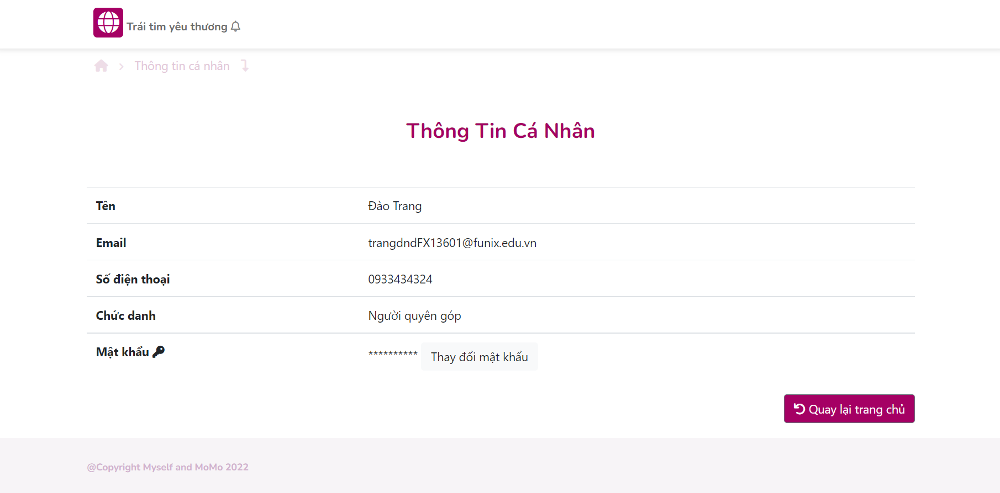 Trái tim yêu thương
Thông tin cá nhân
Thông Tin Cá Nhân
Tên Đào Trang
Email trangdndFX13601@funix.edu.vn
Số điện thoại 0933434324
Chức danh Người quyên góp
Mật khẩu ********** Thay đổi mật khẩu
Quay lại trang chủ
@Copyright Myself and MoMo 2022